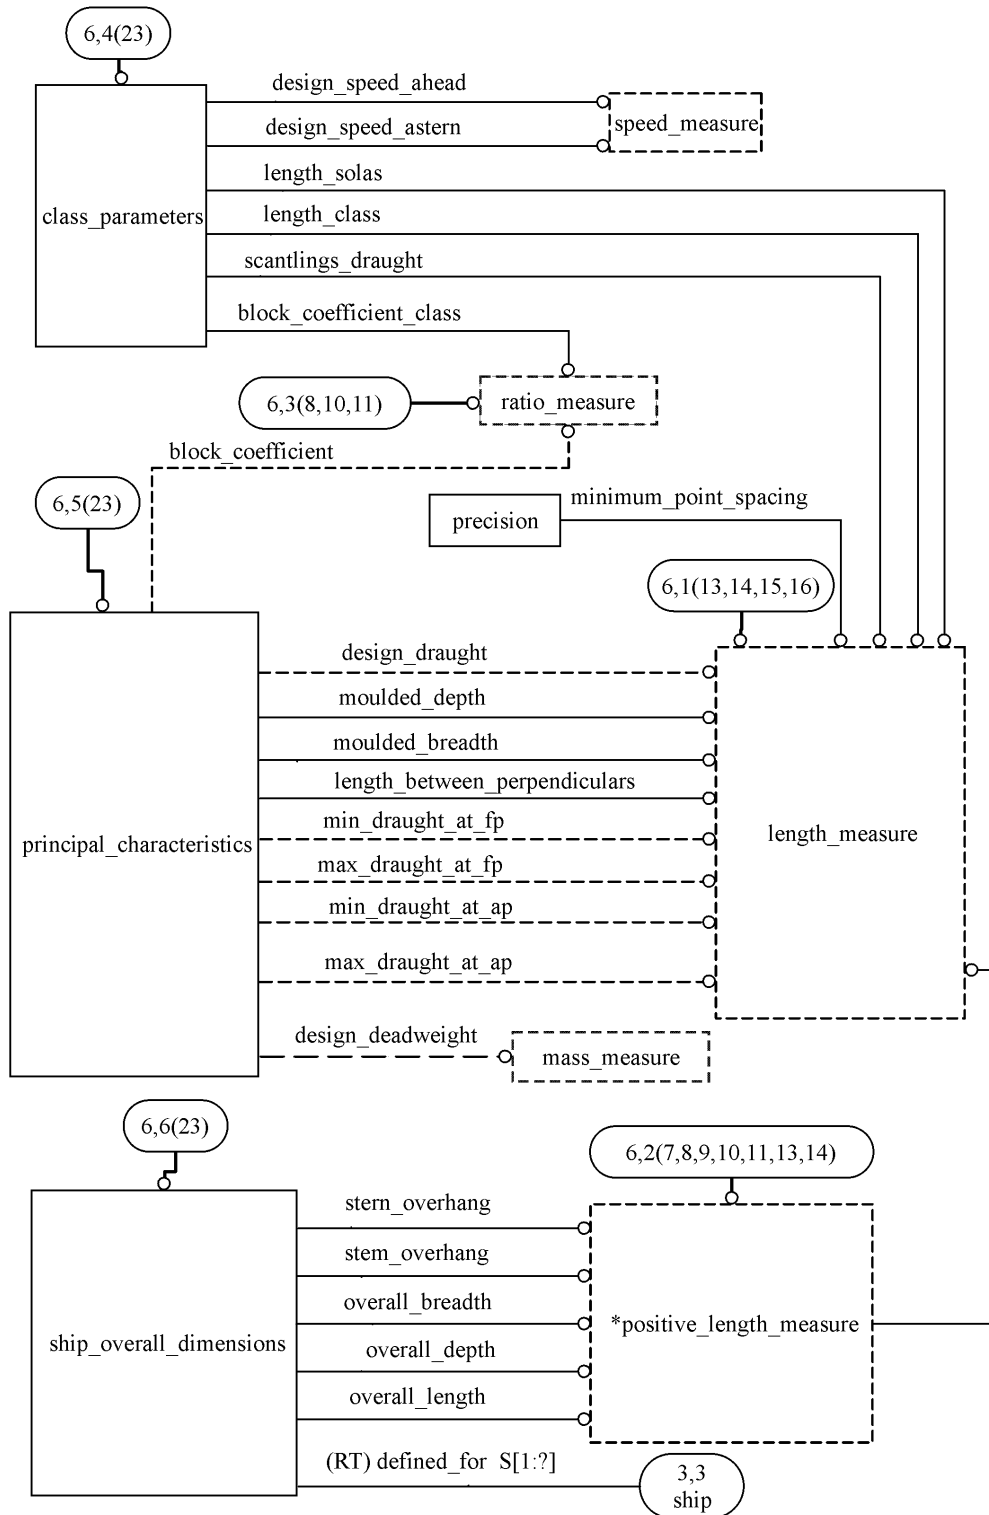 6,4(23)
design_speed_ahead
speed_measure
design_speed_astern
length_solas
class_parameters
length_class
scantlings_draught
block_coefficient_class
6,3(8,10,11)
ratio_measure
block_coefficient
6,5(23)
minimum_point_spacing
precision
6,1(13,14,15,16)
design_draught
moulded_depth
moulded_breadth
length_between_perpendiculars
min_draught_at_fp
principal_characteristics
length_measure
max_draught_at_fp
min_draught_at_ap
max_draught_at_ap
design_deadweight
mass_measure
6,6(23)
6,2(7,8,9,10,11,13,14)
stern_overhang
stem_overhang
overall_breadth
*positive_length_measure
ship_overall_dimensions
overall_depth
overall_length
(RT) defined_for S[1:?]
3,3
ship